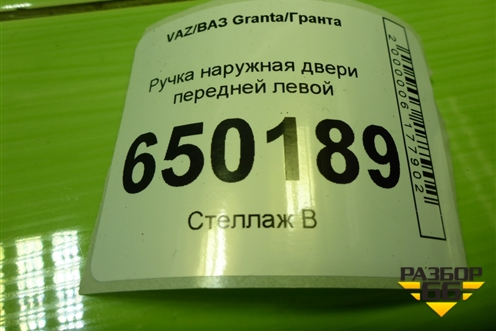 VAZ/ВАЗ Granta/Гранта
Ручка наружная двери
передней левой
650189
Стеллаж В
2000006177902
РАЗБОР
66